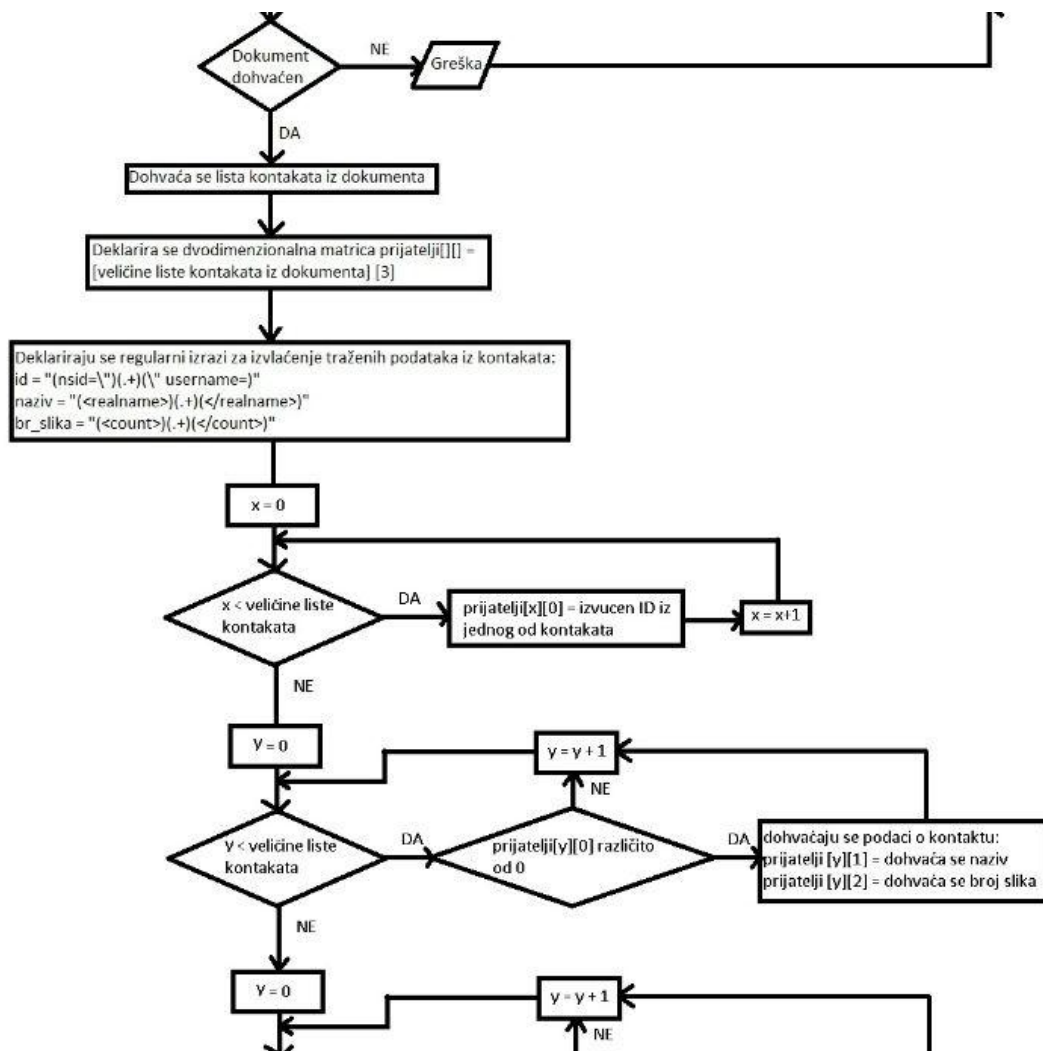 Dokument
dohvaćen
NE
Greška
DA
Dohvaća se lista kontakata iz dokumenta
Deklarira se dvodimenzionalna matrica prijatelji[][] =
[veličine liste kontakata iz dokumenta] [3]
Deklariraju se regularni izrazi za izvlaćenje traženih podataka iz kontakata:
id = "(nsid=\")(.+)(\" username=)"
naziv = "(<realname>)(.+)(</realname>)"
br_slika = "(<count>)(.+)(</count>)"
x = 0
x < veličine liste
kontakata
DA
prijatelji[x][0] = izvucen ID iz
jednog od kontakata
x = x+1
NE
y = 0
y = y + 1
NE
y < veličine liste
kontakata
DA
prijatelji[y][0] različito
od 0
DA
dohvaćaju se podaci o kontaktu:
prijatelji [y][1] = dohvaća se naziv
prijatelji [y][2] = dohvaća se broj slika
NE
y = 0
y = y + 1
NE